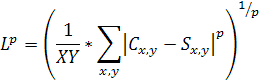 L^p = ( 1/XY * ∑_{x,y} |C_{x,y} − S_{x,y}|^p )^{1/p}